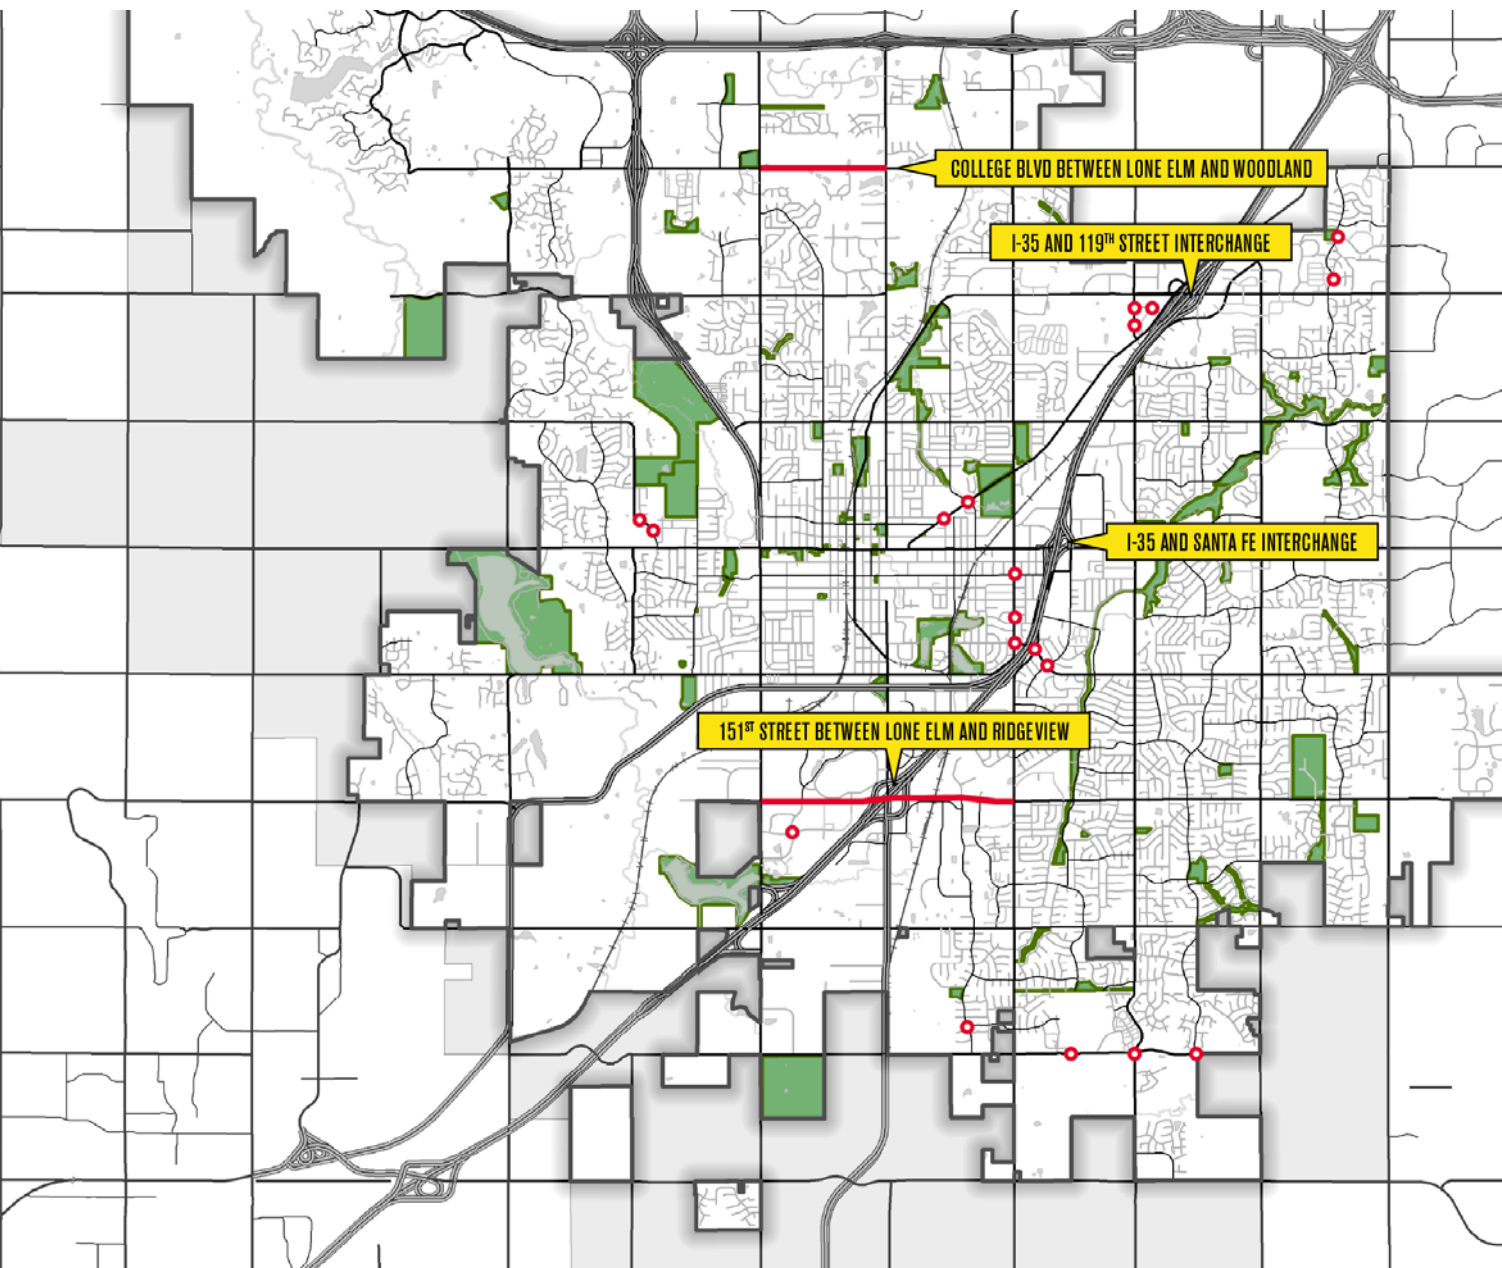 COLLEGE BLVD BETWEEN LONE ELM AND WOODLAND
I-35 AND 119TH STREET INTERCHANGE
I-35 AND SANTA FE INTERCHANGE
151ST STREET BETWEEN LONE ELM AND RIDGEVIEW